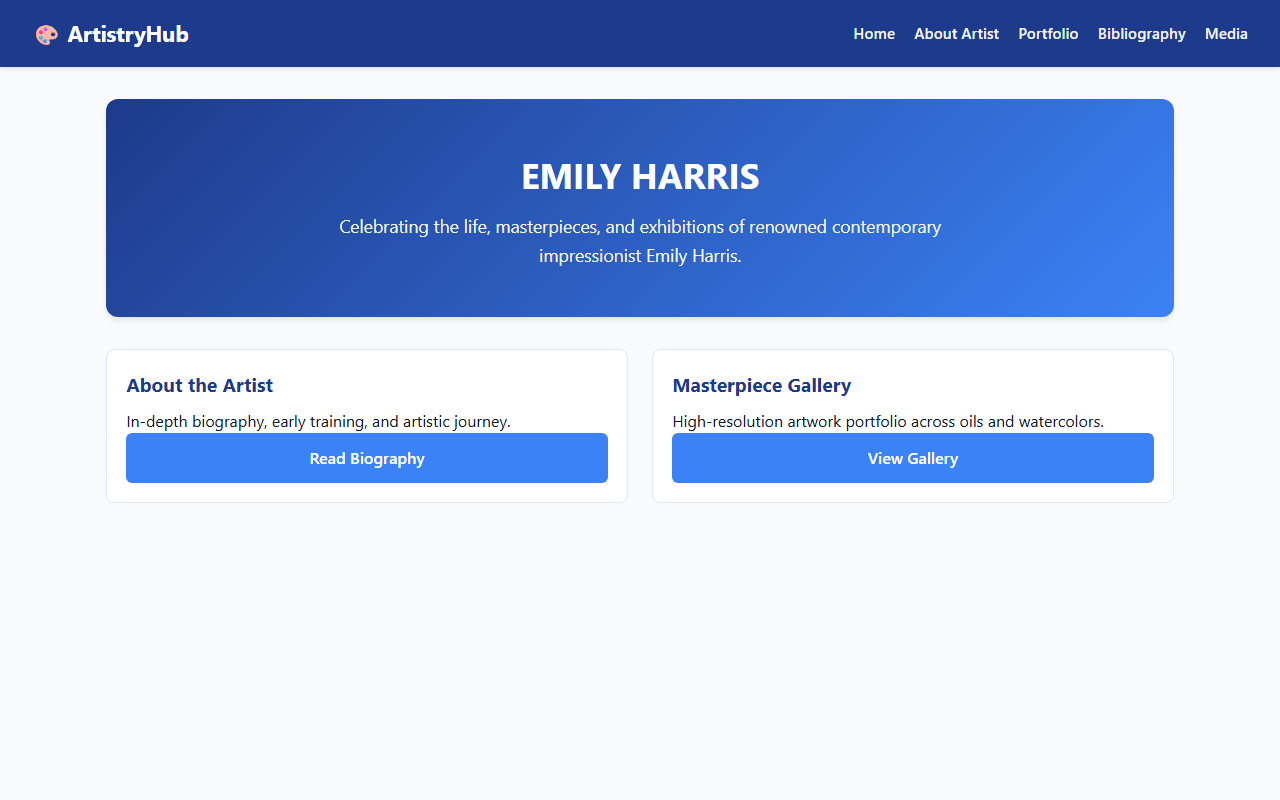 ArtistryHub
Home About Artist Portfolio Bibliography Media
EMILY HARRIS
Celebrating the life, masterpieces, and exhibitions of renowned contemporary
impressionist Emily Harris.
About the Artist
In-depth biography, early training, and artistic journey.
Read Biography
Masterpiece Gallery
High-resolution artwork portfolio across oils and watercolors.
View Gallery